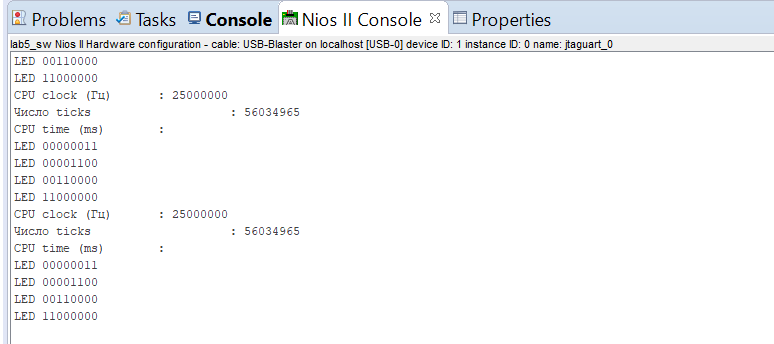 Problems Tasks Console Nios II Console Properties
lab5_sw Nios II Hardware configuration - cable: USB-Blaster on localhost [USB-0] device ID: 1 instance ID: 0 name: jtaguart_0
LED 00110000
LED 11000000
CPU clock (Гц) : 25000000
Число ticks : 56034965
CPU time (ms) :
LED 00000011
LED 00001100
LED 00110000
LED 11000000
CPU clock (Гц) : 25000000
Число ticks : 56034965
CPU time (ms) :
LED 00000011
LED 00001100
LED 00110000
LED 11000000